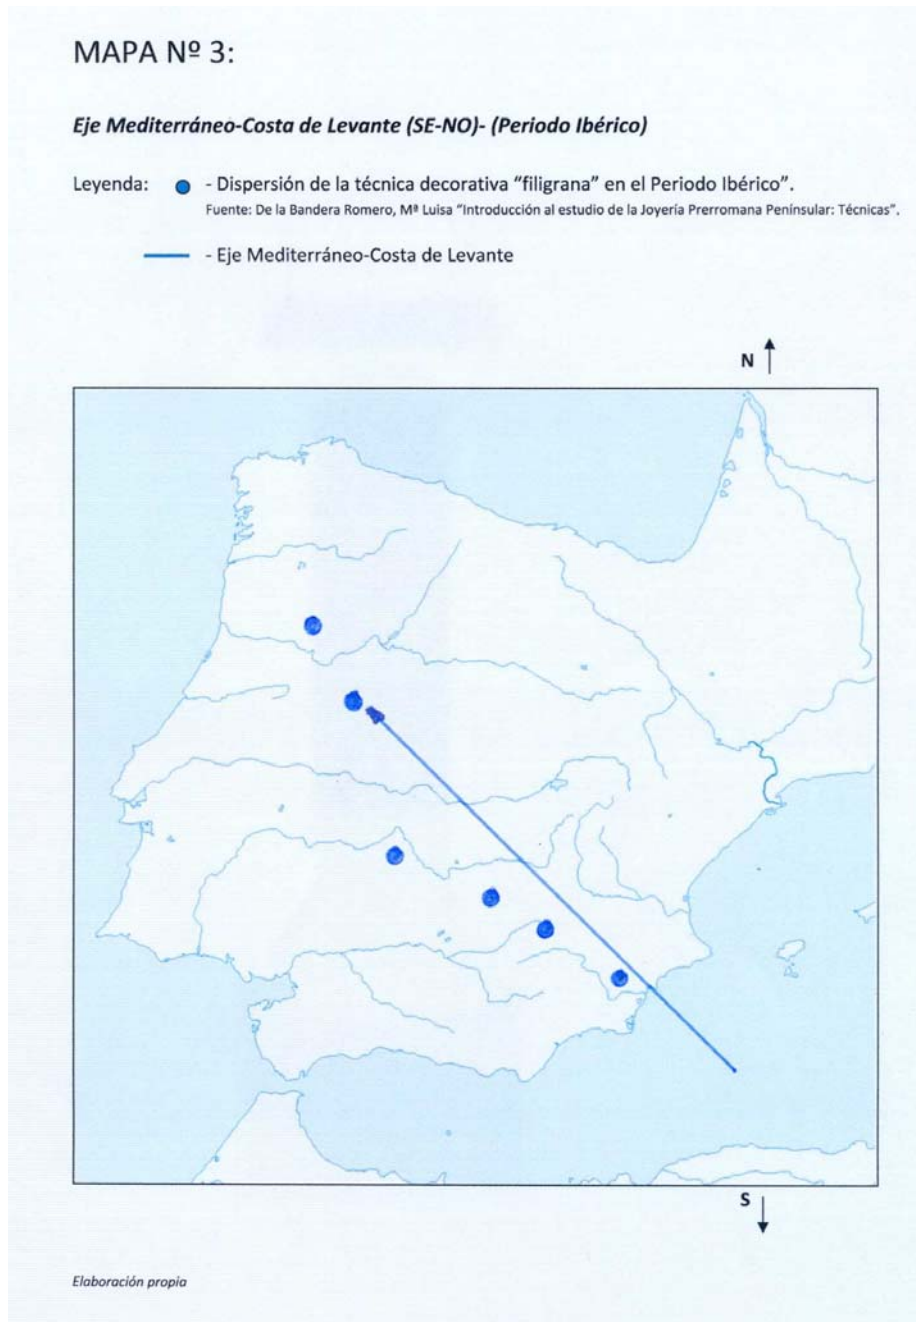 MAPA Nº 3:
Eje Mediterráneo-Costa de Levante (SE-NO)- (Periodo Ibérico)
Leyenda: - Dispersión de la técnica decorativa “filigrana” en el Periodo Ibérico”.
Fuente: De la Bandera Romero, Mª Luisa “Introducción al estudio de la Joyería Prerromana Penínsular: Técnicas”.
- Eje Mediterráneo-Costa de Levante
N
S
Elaboración propia